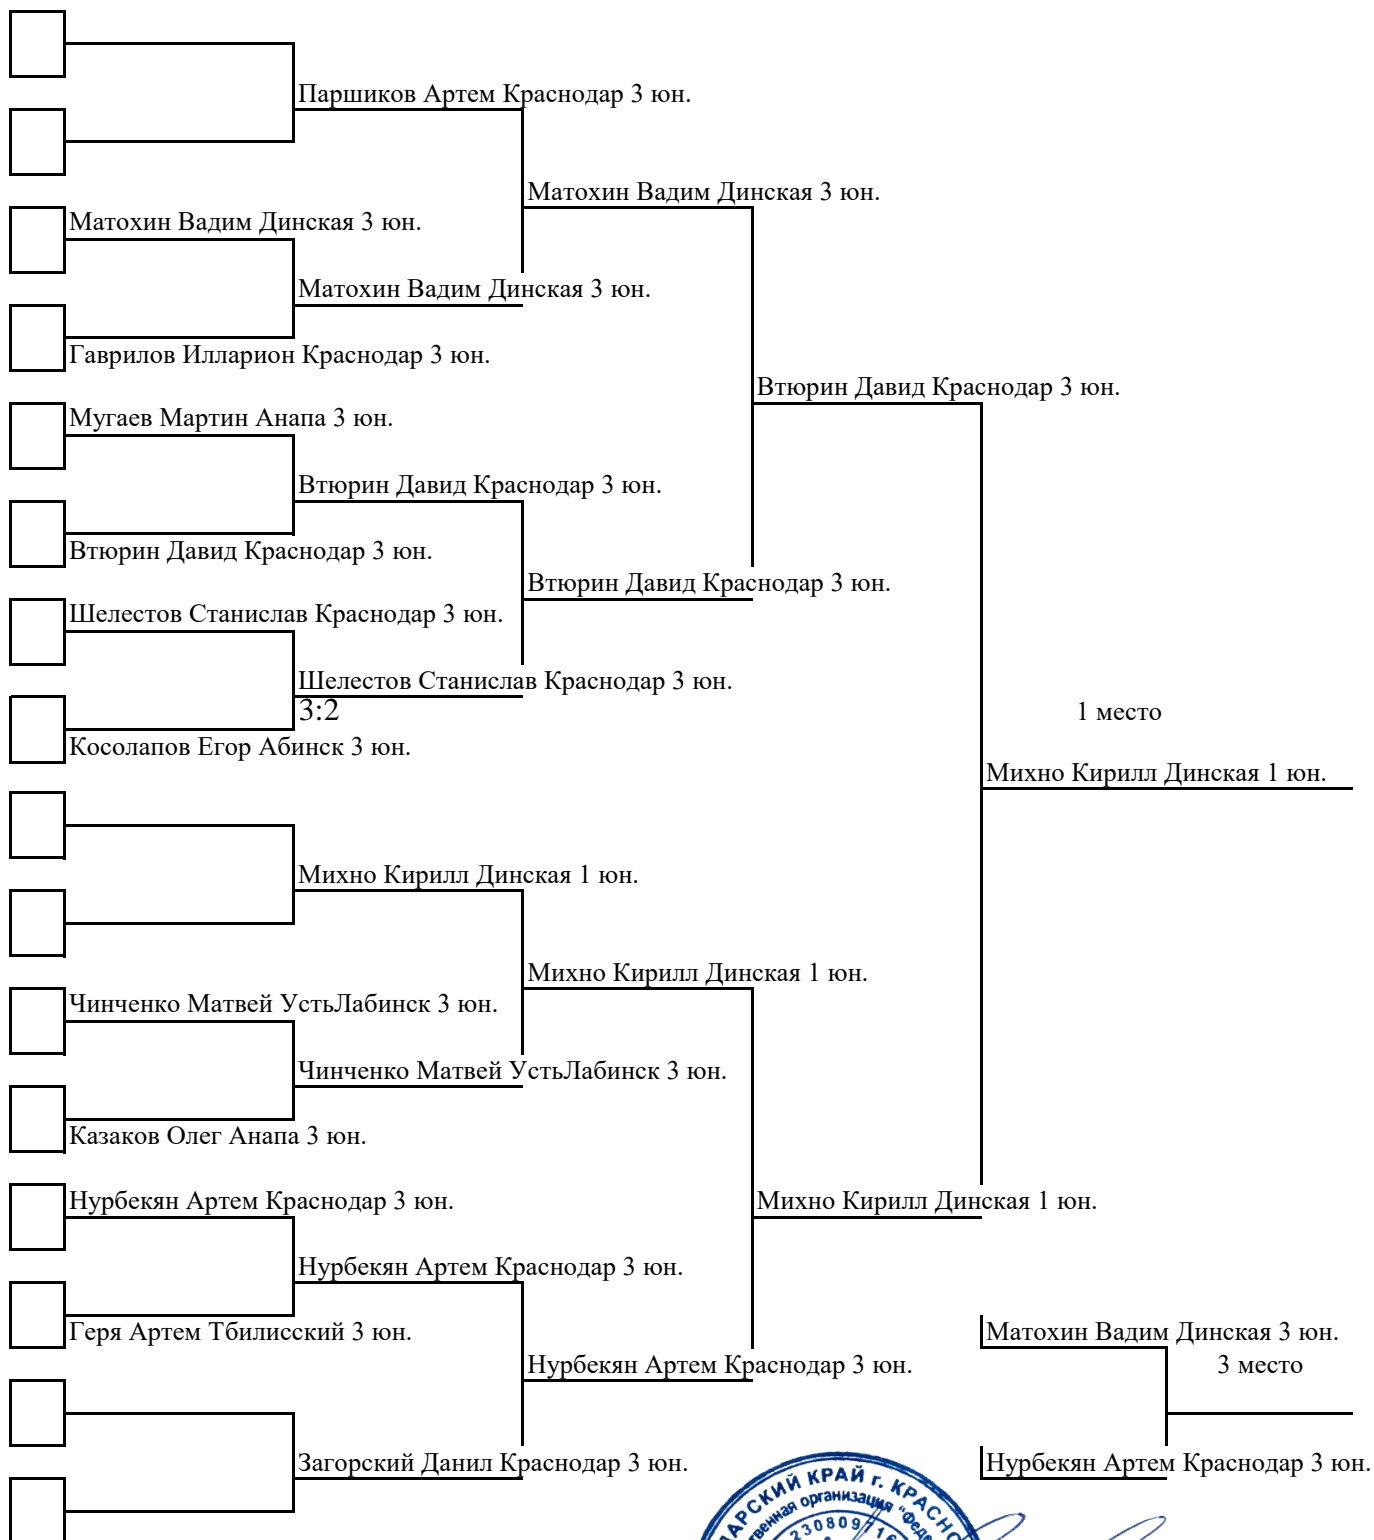 Паршиков Артем Краснодар 3 юн.
Матохин Вадим Динская 3 юн.
Матохин Вадим Динская 3 юн.
Матохин Вадим Динская 3 юн.
Гаврилов Илларион Краснодар 3 юн.
Втюрин Давид Краснодар 3 юн.
Мугаев Мартин Анапа 3 юн.
Втюрин Давид Краснодар 3 юн.
Втюрин Давид Краснодар 3 юн.
Втюрин Давид Краснодар 3 юн.
Шелестов Станислав Краснодар 3 юн.
Шелестов Станислав Краснодар 3 юн.
3:2
1 место
Косолапов Егор Абинск 3 юн.
Михно Кирилл Динская 1 юн.
Михно Кирилл Динская 1 юн.
Михно Кирилл Динская 1 юн.
Чинченко Матвей УстьЛабинск 3 юн.
Чинченко Матвей УстьЛабинск 3 юн.
Казаков Олег Анапа 3 юн.
Нурбекян Артем Краснодар 3 юн.
Михно Кирилл Динская 1 юн.
Нурбекян Артем Краснодар 3 юн.
Геря Артем Тбилисский 3 юн.
Матохин Вадим Динская 3 юн.
Нурбекян Артем Краснодар 3 юн.
3 место
Загорский Данил Краснодар 3 юн.
Нурбекян Артем Краснодар 3 юн.
КРАЙ г.
организация